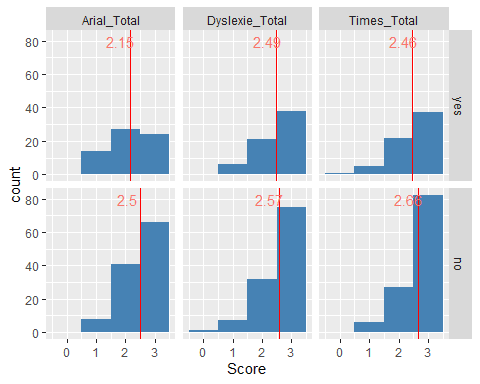 Arial_Total Dyslexie_Total Times_Total
80 2.15 2.49 2.46
60
40
20
0
yes
count
80 2.5 2.57 2.66
60
40
20
0
no
0 1 2 3 0 1 2 3 0 1 2 3
Score